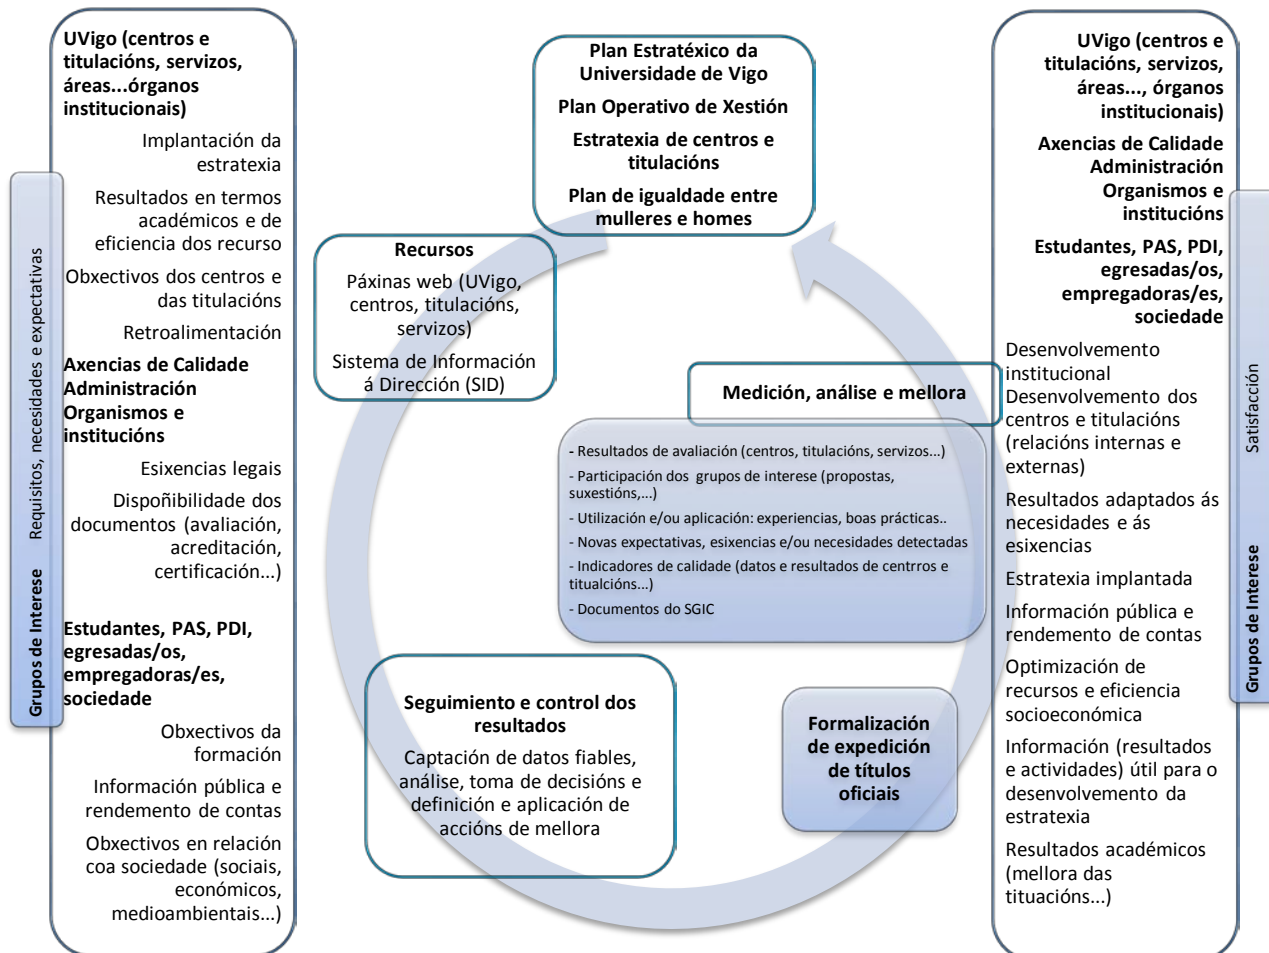 UVigo (centros e
titulacións, servizos,
áreas...órganos
institucionais)
Implantación da
estratexia
Resultados en termos
académicos e de
eficiencia dos recurso
Obxectivos dos centros e
das titulacións
Retroalimentación
Axencias de Calidade
Administración
Organismos e
institucións
Esixencias legais
Dispoñibilidade dos
documentos (avaliación,
acreditación,
certificación...)
Estudantes, PAS, PDI,
egresadas/os,
empregadoras/es,
sociedade
Obxectivos da
formación
Información pública e
rendemento de contas
Obxectivos en relación
coa sociedade (sociais,
económicos,
medioambientais...)
Grupos de Interese Requisitos, necesidades e expectativas
Plan Estratéxico da
Universidade de Vigo
Plan Operativo de Xestión
Estratexia de centros e
titulacións
Plan de igualdade entre
mulleres e homes
Recursos
Páxinas web (UVigo,
centros, titulacións,
servizos)
Sistema de Información
á Dirección (SID)
Medición, análise e mellora
- Resultados de avaliación (centros, titulacións, servizos...)
- Participación dos grupos de interese (propostas,
suxestións,...)
- Utilización e/ou aplicación: experiencias, boas prácticas..
- Novas expectativas, esixencias e/ou necesidades detectadas
- Indicadores de calidade (datos e resultados de centrros e
titualcións...)
- Documentos do SGIC
Seguimiento e control dos
resultados
Captación de datos fiables,
análise, toma de decisións e
definición e aplicación de
accións de mellora
Formalización
de expedición
de títulos
oficiais
UVigo (centros e
titulacións, servizos,
áreas..., órganos
institucionais)
Axencias de Calidade
Administración
Organismos e
institucións
Estudantes, PAS, PDI,
egresadas/os,
empregadoras/es,
sociedade
Desenvolvemento
institucional
Desenvolvemento dos
centros e titulacións
(relacións internas e
externas)
Resultados adaptados ás
necesidades e ás
esixencias
Estratexia implantada
Información pública e
rendemento de contas
Optimización de
recursos e eficiencia
socioeconómica
Información (resultados
e actividades) útil para o
desenvolvemento da
estratexia
Resultados académicos
(mellora das
tituacións...)
Grupos de Interese Satisfacción